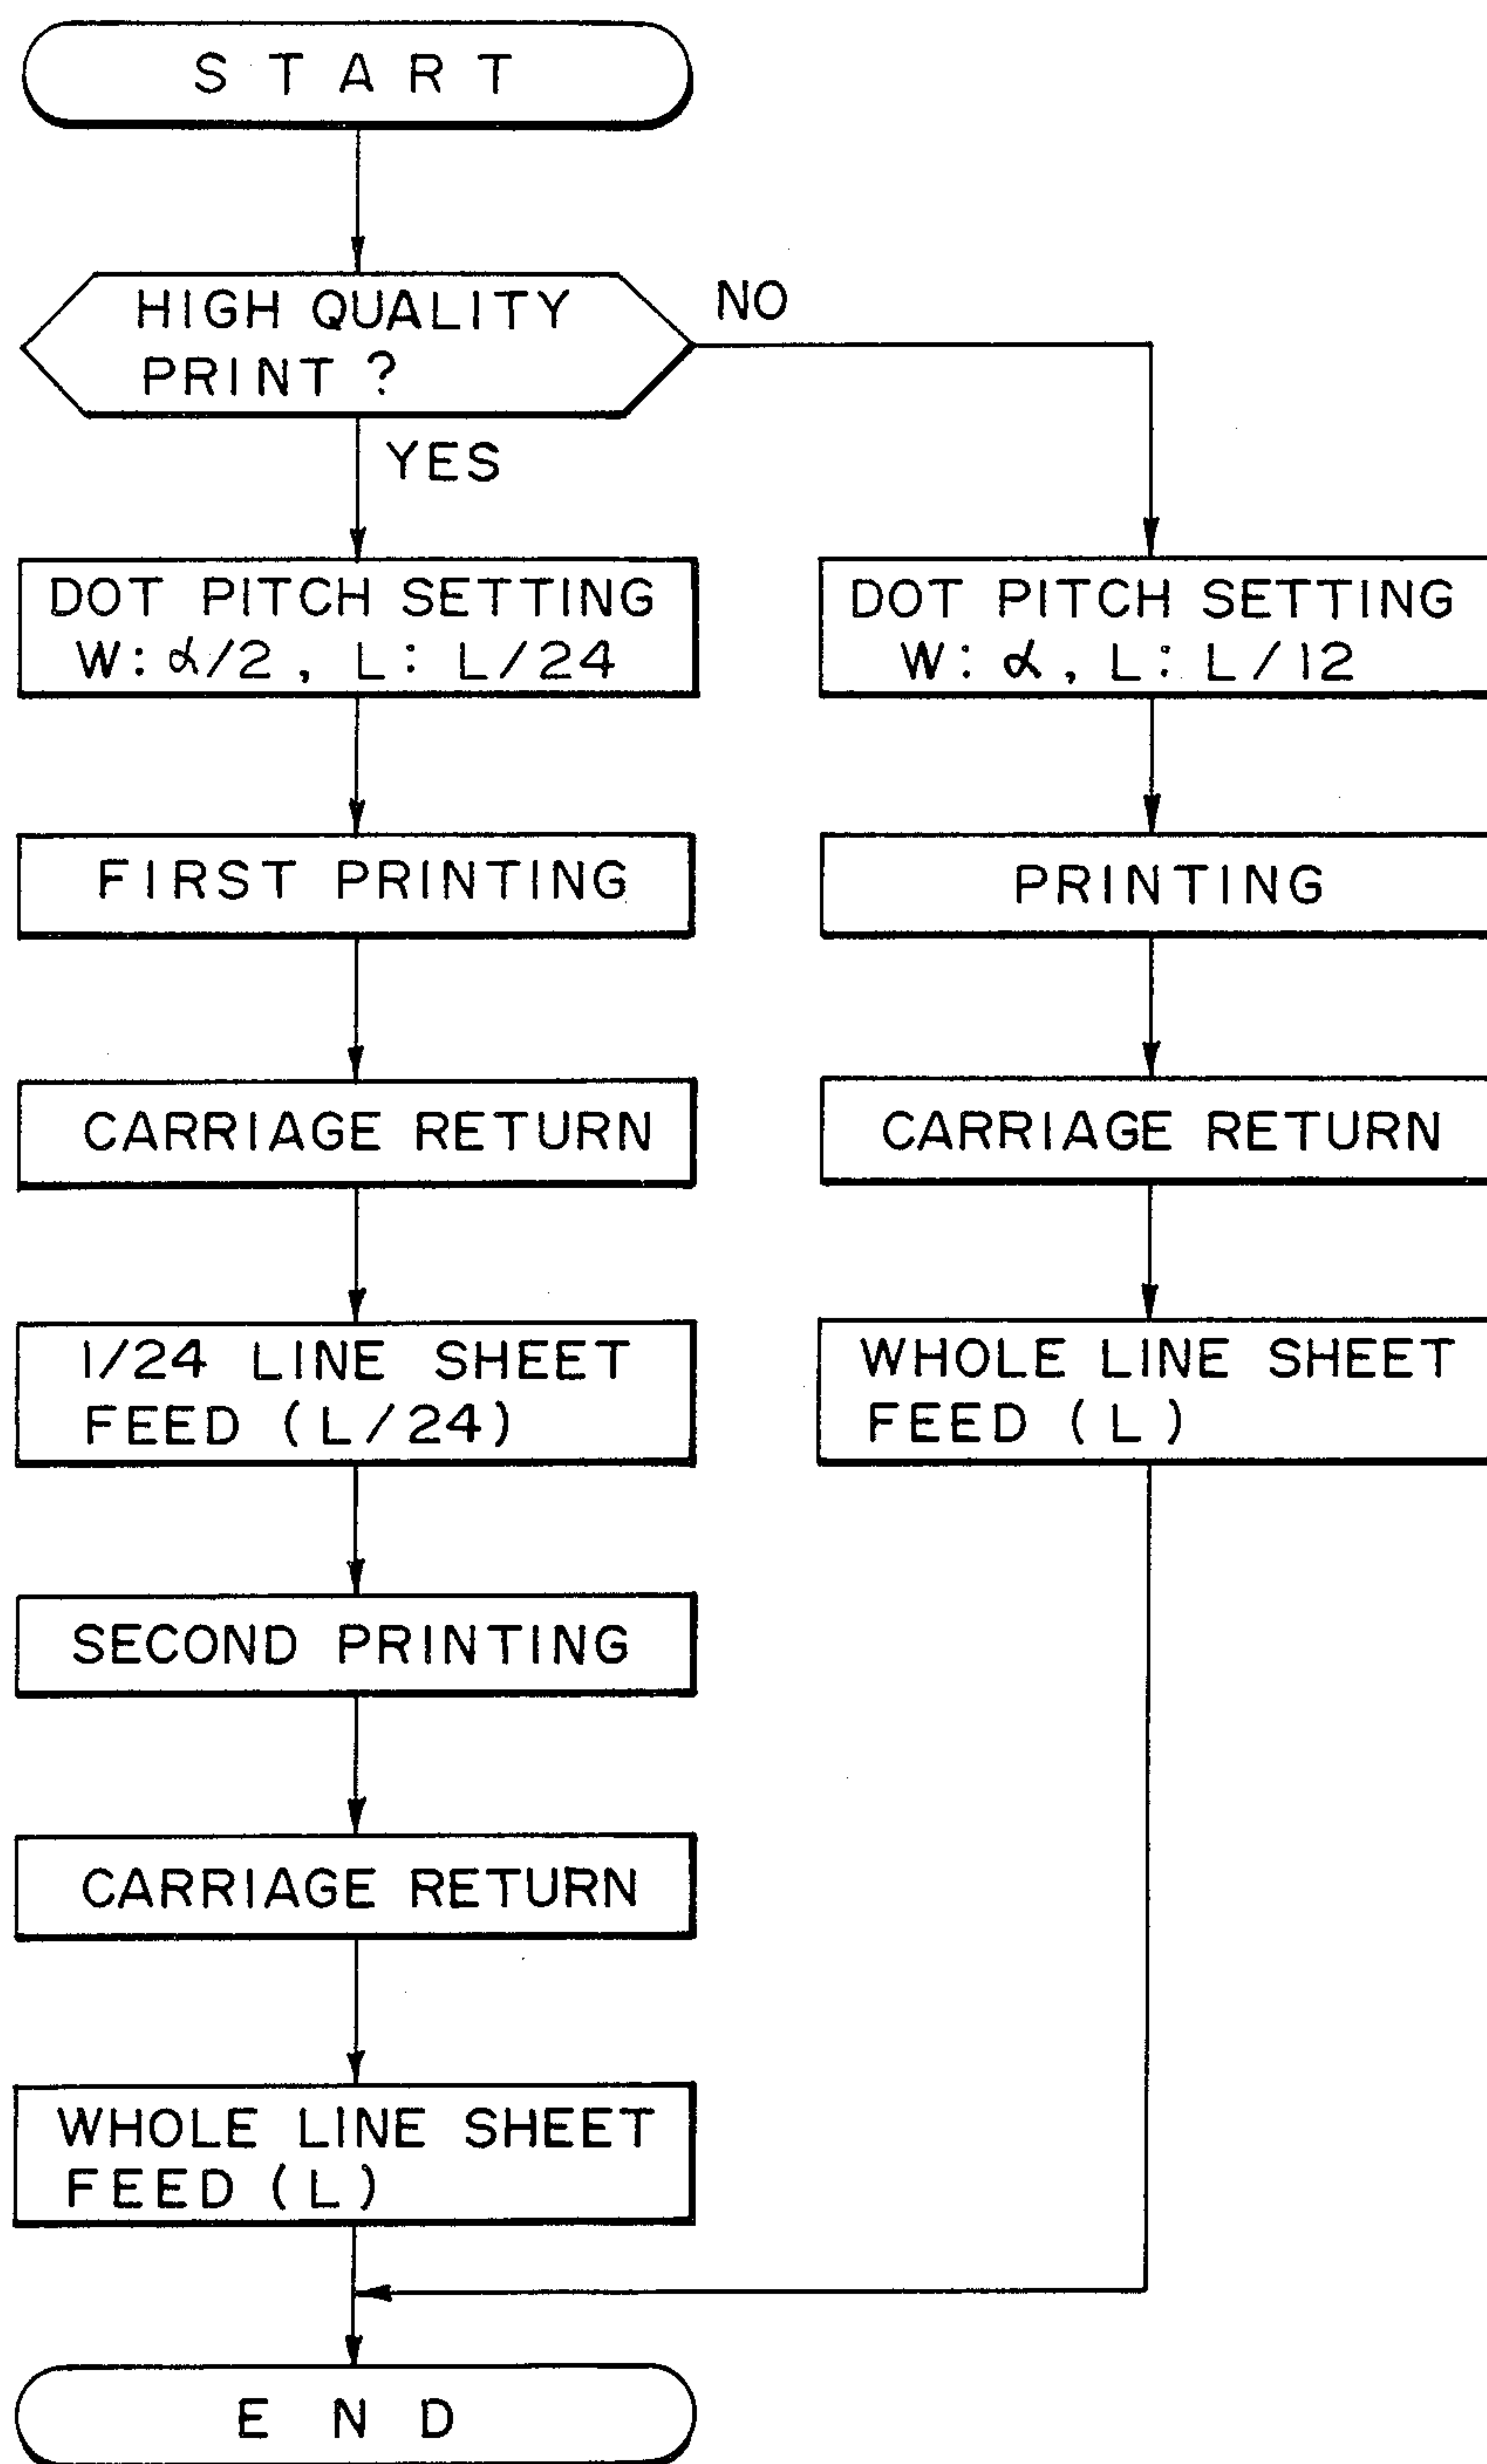 START
HIGH QUALITY
PRINT ?
NO
YES
DOT PITCH SETTING
W: α/2, L: L/24
DOT PITCH SETTING
W: α, L: L/12
FIRST PRINTING
PRINTING
CARRIAGE RETURN
CARRIAGE RETURN
1/24 LINE SHEET
FEED (L/24)
WHOLE LINE SHEET
FEED (L)
SECOND PRINTING
CARRIAGE RETURN
WHOLE LINE SHEET
FEED (L)
END